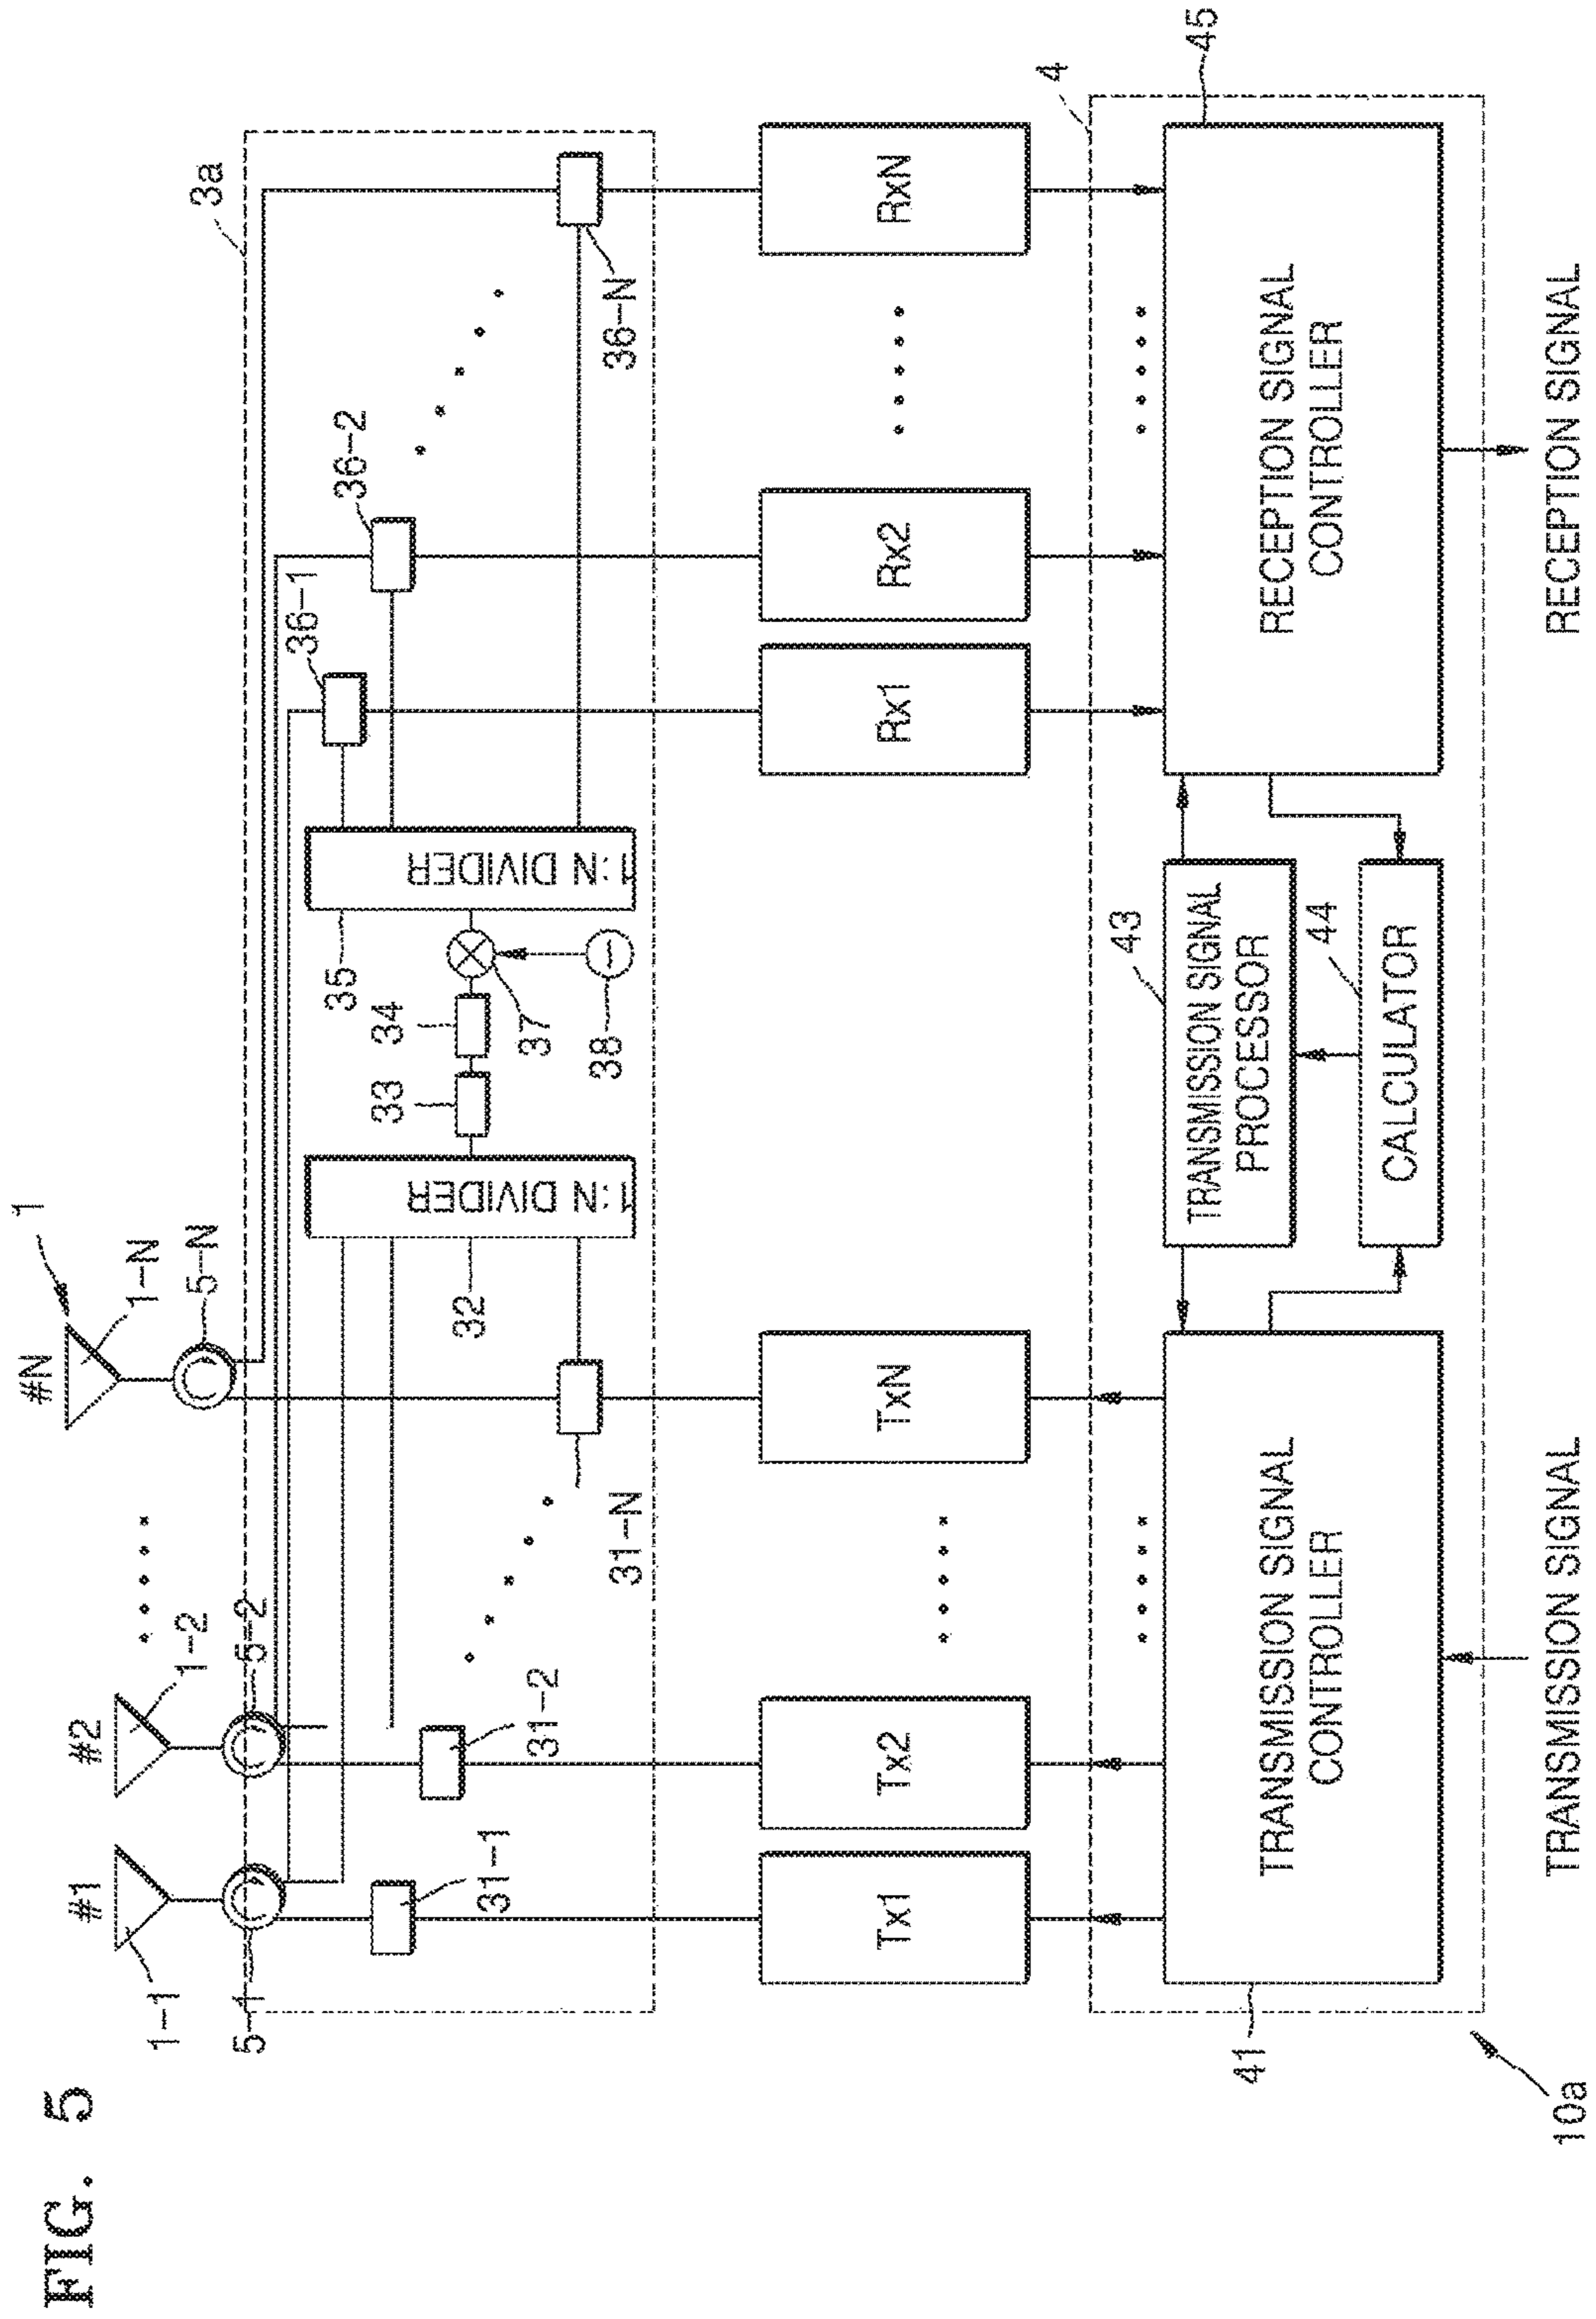 FIG. 5
1
#1
#2
#N
1-1
1-2
1-N
5-1
5-2
5-N
3a
36-1
36-2
36-N
31-1
31-2
31-N
32
1:N DIVIDER
33
34
37
38
35
1:N DIVIDER
Tx1
Tx2
TxN
Rx1
Rx2
RxN
4
41
TRANSMISSION SIGNAL
CONTROLLER
43
TRANSMISSION SIGNAL
PROCESSOR
44
CALCULATOR
45
RECEPTION SIGNAL
CONTROLLER
10a
TRANSMISSION SIGNAL
RECEPTION SIGNAL